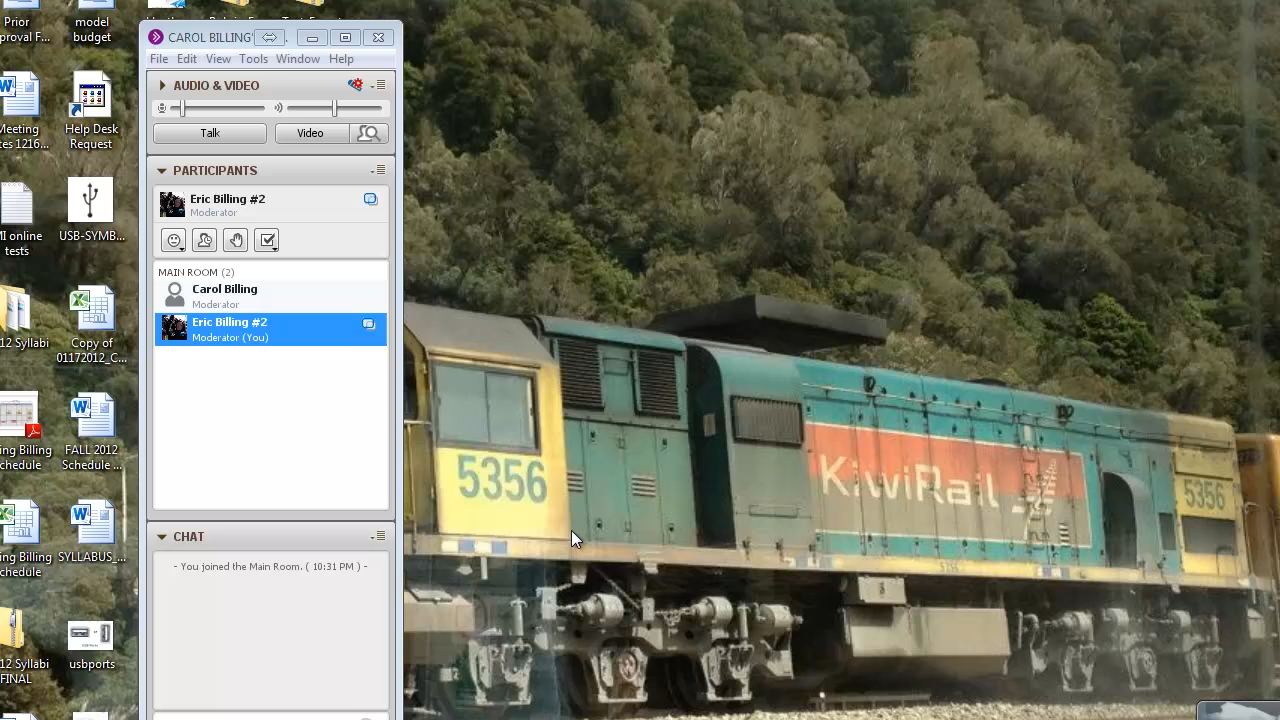 Prior
proval F...
model
budget
Meeting
tes 1216...
Help Desk
Request
MI online
tests
USB-SYMB...
12 Syllabi
Copy of
01172012_C...
ing Billing
chedule
FALL 2012
Schedule ...
ing Billing
chedule
SYLLABUS_...
12 Syllabi
FINAL
usbports
CAROL BILLING'
File Edit View Tools Window Help
AUDIO & VIDEO
Talk
Video
PARTICIPANTS
Eric Billing #2
Moderator
MAIN ROOM (2)
Carol Billing
Moderator
Eric Billing #2
Moderator (You)
CHAT
- You joined the Main Room. ( 10:31 PM ) -
5356
KiwiRail
5356